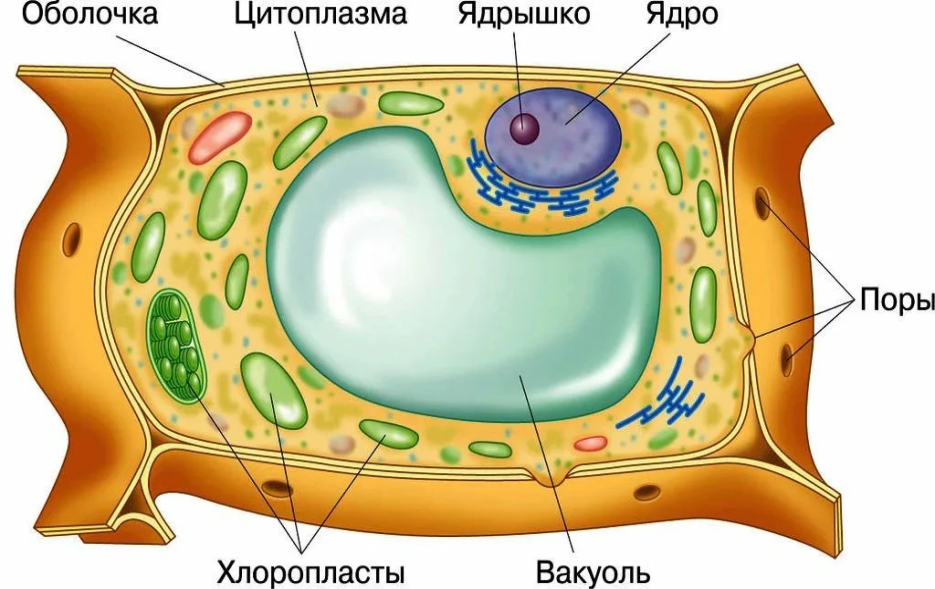 Оболочка
Цитоплазма
Ядрышко
Ядро
Поры
Хлоропласты
Вакуоль